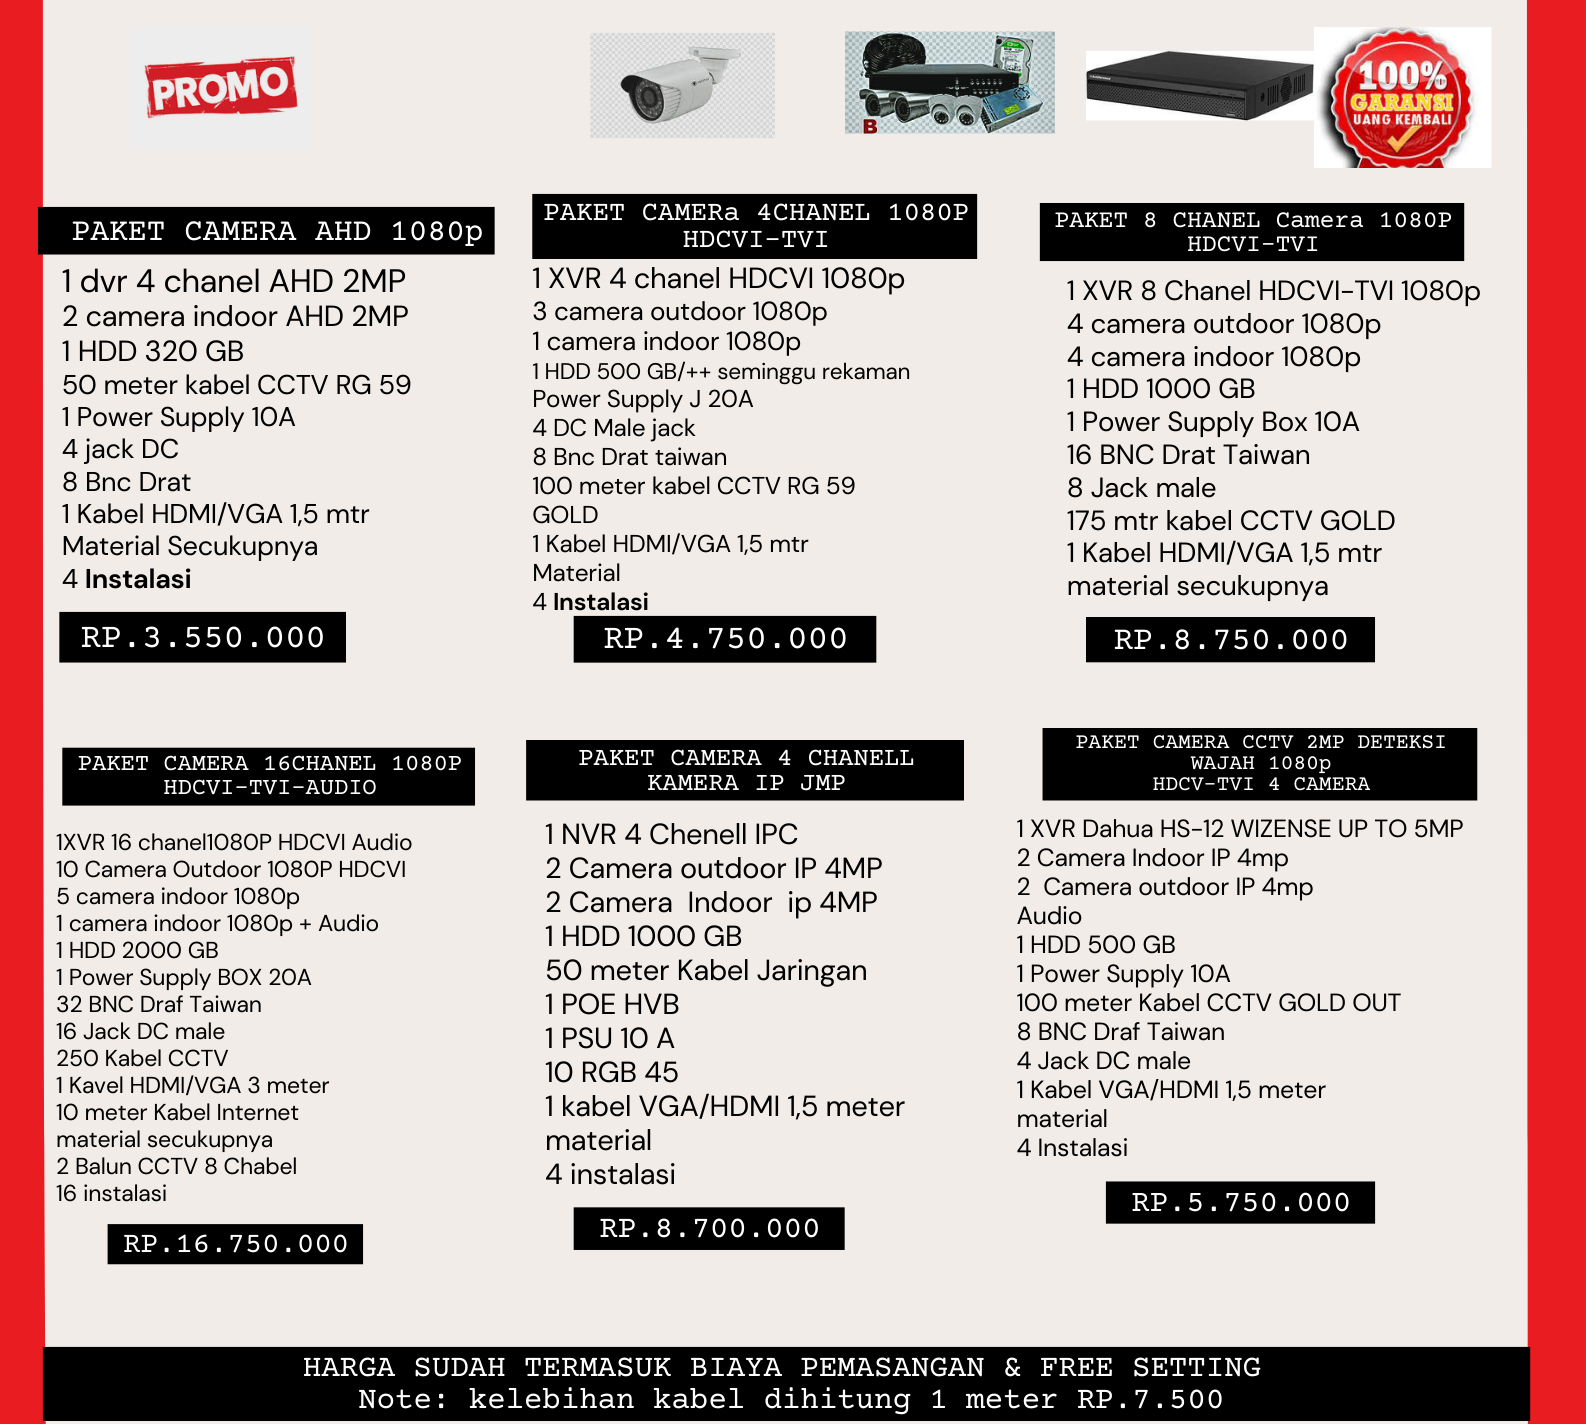 PROMO
B
100%
GARANSI
UANG KEMBALI
PAKET CAMERA AHD 1080p
1 dvr 4 chanel AHD 2MP
2 camera indoor AHD 2MP
1 HDD 320 GB
50 meter kabel CCTV RG 59
1 Power Supply 10A
4 jack DC
8 Bnc Drat
1 Kabel HDMI/VGA 1,5 mtr
Material Secukupnya
4 Instalasi
RP.3.550.000
PAKET CAMERa 4CHANEL 1080P
HDCVI-TVI
1 XVR 4 chanel HDCVI 1080p
3 camera outdoor 1080p
1 camera indoor 1080p
1 HDD 500 GB/++ seminggu rekaman
Power Supply J 20A
4 DC Male jack
8 Bnc Drat taiwan
100 meter kabel CCTV RG 59
GOLD
1 Kabel HDMI/VGA 1,5 mtr
Material
4 Instalasi
RP.4.750.000
PAKET 8 CHANEL Camera 1080P
HDCVI-TVI
1 XVR 8 Chanel HDCVI-TVI 1080p
4 camera outdoor 1080p
4 camera indoor 1080p
1 HDD 1000 GB
1 Power Supply Box 10A
16 BNC Drat Taiwan
8 Jack male
175 mtr kabel CCTV GOLD
1 Kabel HDMI/VGA 1,5 mtr
material secukupnya
RP.8.750.000
PAKET CAMERA 16CHANEL 1080P
HDCVI-TVI-AUDIO
1XVR 16 chanel1080P HDCVI Audio
10 Camera Outdoor 1080P HDCVI
5 camera indoor 1080p
1 camera indoor 1080p + Audio
1 HDD 2000 GB
1 Power Supply BOX 20A
32 BNC Draf Taiwan
16 Jack DC male
250 Kabel CCTV
1 Kavel HDMI/VGA 3 meter
10 meter Kabel Internet
material secukupnya
2 Balun CCTV 8 Chabel
16 instalasi
RP.16.750.000
PAKET CAMERA 4 CHANELL
KAMERA IP JMP
1 NVR 4 Chenell IPC
2 Camera outdoor IP 4MP
2 Camera Indoor ip 4MP
1 HDD 1000 GB
50 meter Kabel Jaringan
1 POE HVB
1 PSU 10 A
10 RGB 45
1 kabel VGA/HDMI 1,5 meter
material
4 instalasi
RP.8.700.000
PAKET CAMERA CCTV 2MP DETEKSI
WAJAH 1080p
HDCV-TVI 4 CAMERA
1 XVR Dahua HS-12 WIZENSE UP TO 5MP
2 Camera Indoor IP 4mp
2 Camera outdoor IP 4mp
Audio
1 HDD 500 GB
1 Power Supply 10A
100 meter Kabel CCTV GOLD OUT
8 BNC Draf Taiwan
4 Jack DC male
1 Kabel VGA/HDMI 1,5 meter
material
4 Instalasi
RP.5.750.000
HARGA SUDAH TERMASUK BIAYA PEMASANGAN & FREE SETTING
Note: kelebihan kabel dihitung 1 meter RP.7.500